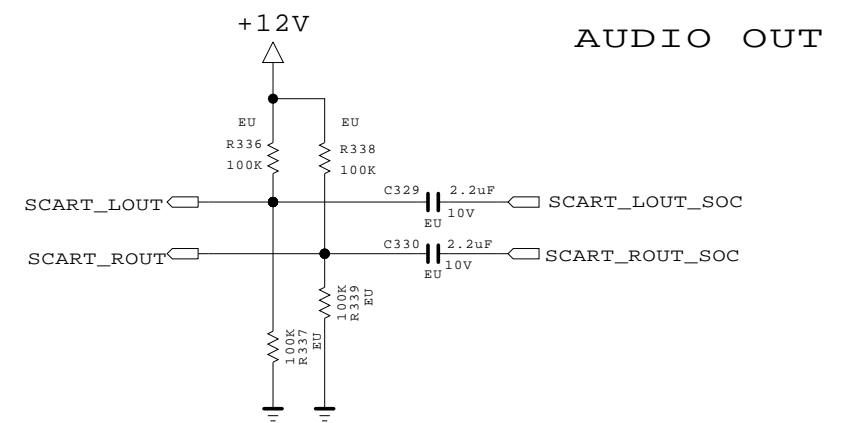 +12V
AUDIO OUT
EU
EU
R336
100K
R338
100K
C329
2.2uF
SCART_LOUT
SCART_LOUT_SOC
EU
10V
C330
2.2uF
SCART_ROUT
SCART_ROUT_SOC
EU
10V
100K
R339
EU
100K
R337
EU